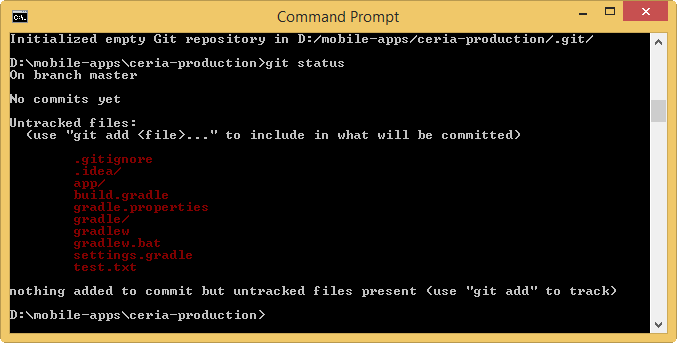 Command Prompt
Initialized empty Git repository in D:/mobile-apps/ceria-production/.git/
D:\mobile-apps\ceria-production>git status
On branch master
No commits yet
Untracked files:
(use "git add <file>..." to include in what will be committed)
.gitignore
.idea/
app/
build.gradle
gradle.properties
gradle/
gradlew
gradlew.bat
settings.gradle
test.txt
nothing added to commit but untracked files present (use "git add" to track)
D:\mobile-apps\ceria-production>